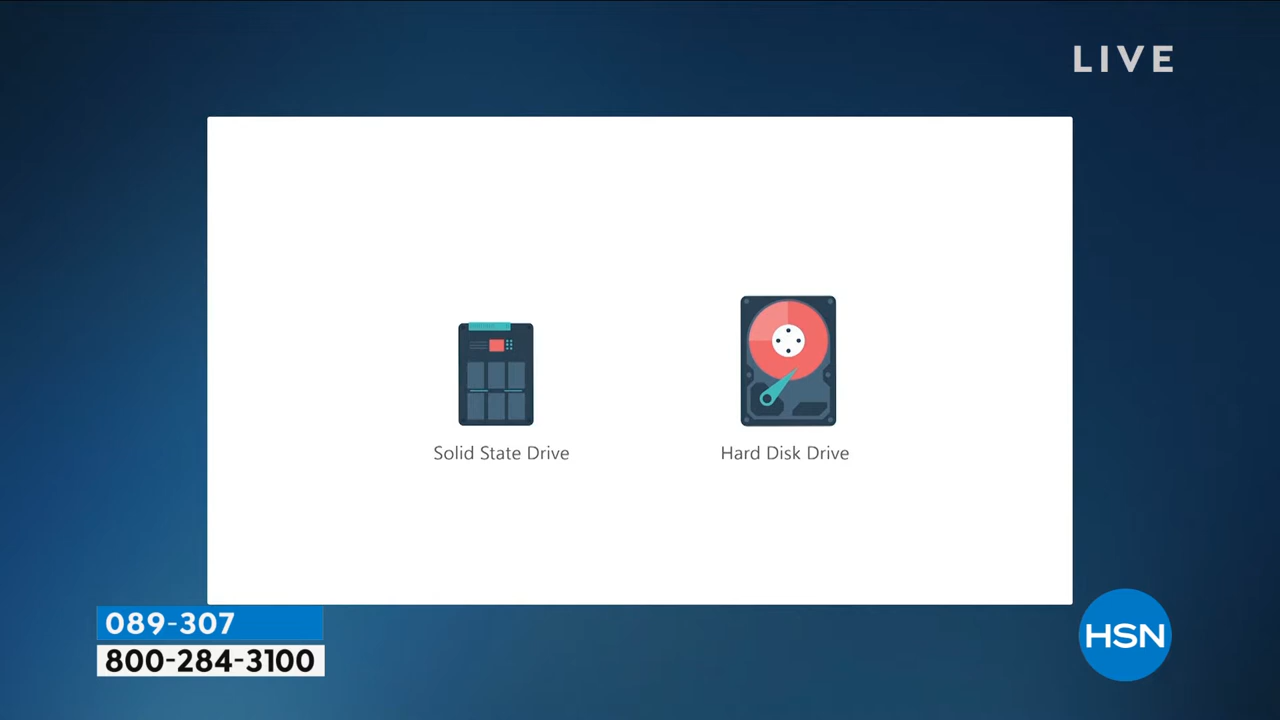 LIVE
Solid State Drive
Hard Disk Drive
089-307
800-284-3100
HSN